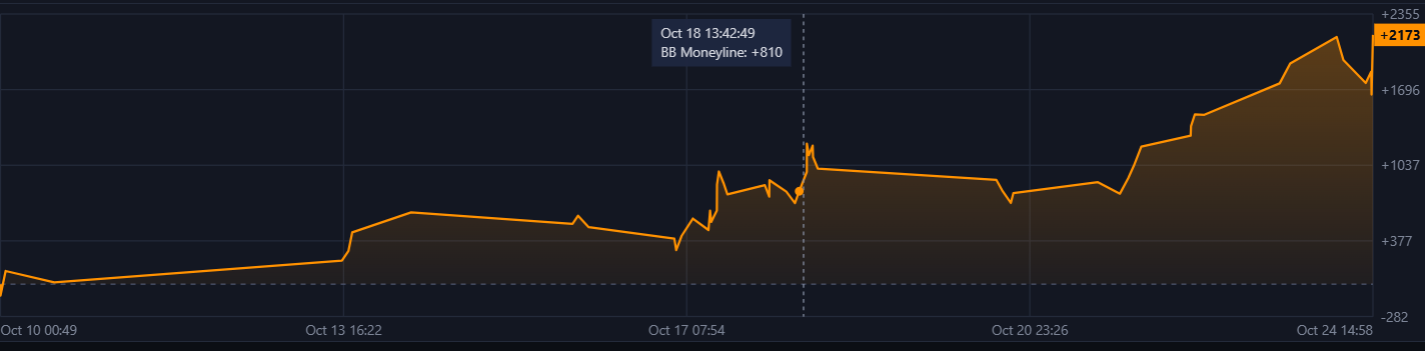 +2355
Oct 18 13:42:49
BB Moneyline: +810
+2173
+1696
+1037
+377
-282
Oct 10 00:49
Oct 13 16:22
Oct 17 07:54
Oct 20 23:26
Oct 24 14:58